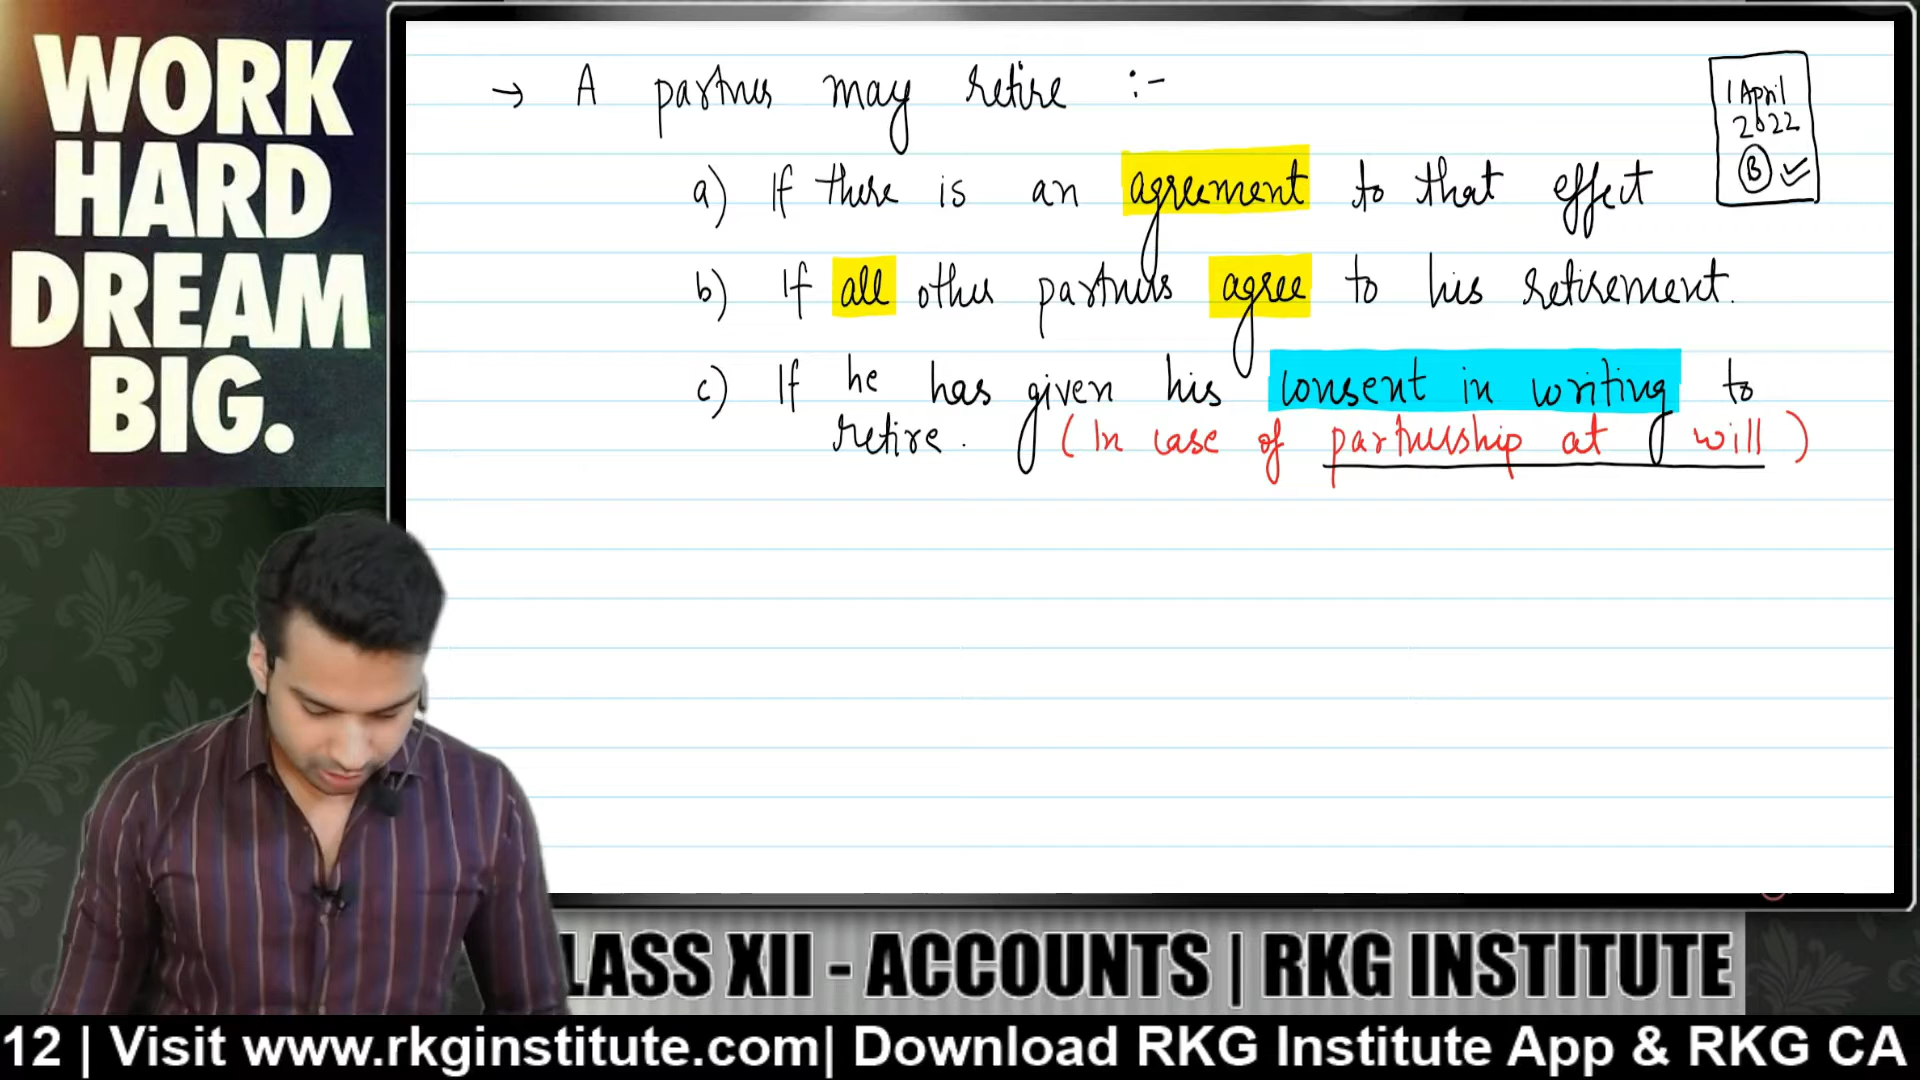 WORK
HARD
DREAM
BIG.
→ A partner may retire :-
1 April
2022
B
a) If there is an agreement to that effect
b) If all other partners agree to his retirement.
c) If he has given his consent in writing to
retire. (In case of partnership at will)
LASS XII - ACCOUNTS | RKG INSTITUTE
12 | Visit www.rkginstitute.com| Download RKG Institute App & RKG CA